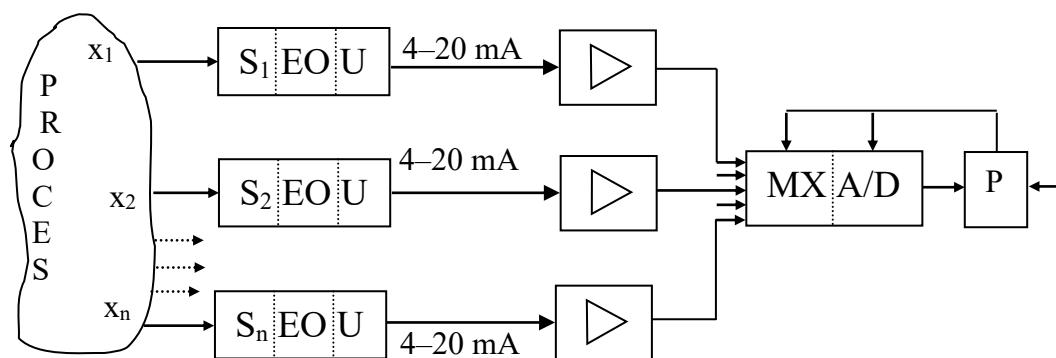 PROCES
x1
S1 EO U
4–20 mA
x2
S2 EO U
4–20 mA
MX A/D
P
xn
Sn EO U
4–20 mA